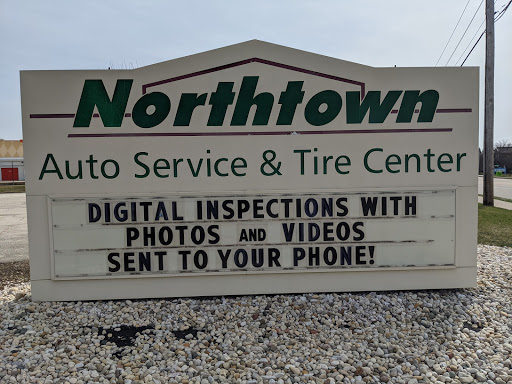 Northtown
Auto Service & Tire Center
DIGITAL INSPECTIONS WITH
PHOTOS AND VIDEOS
SENT TO YOUR PHONE!